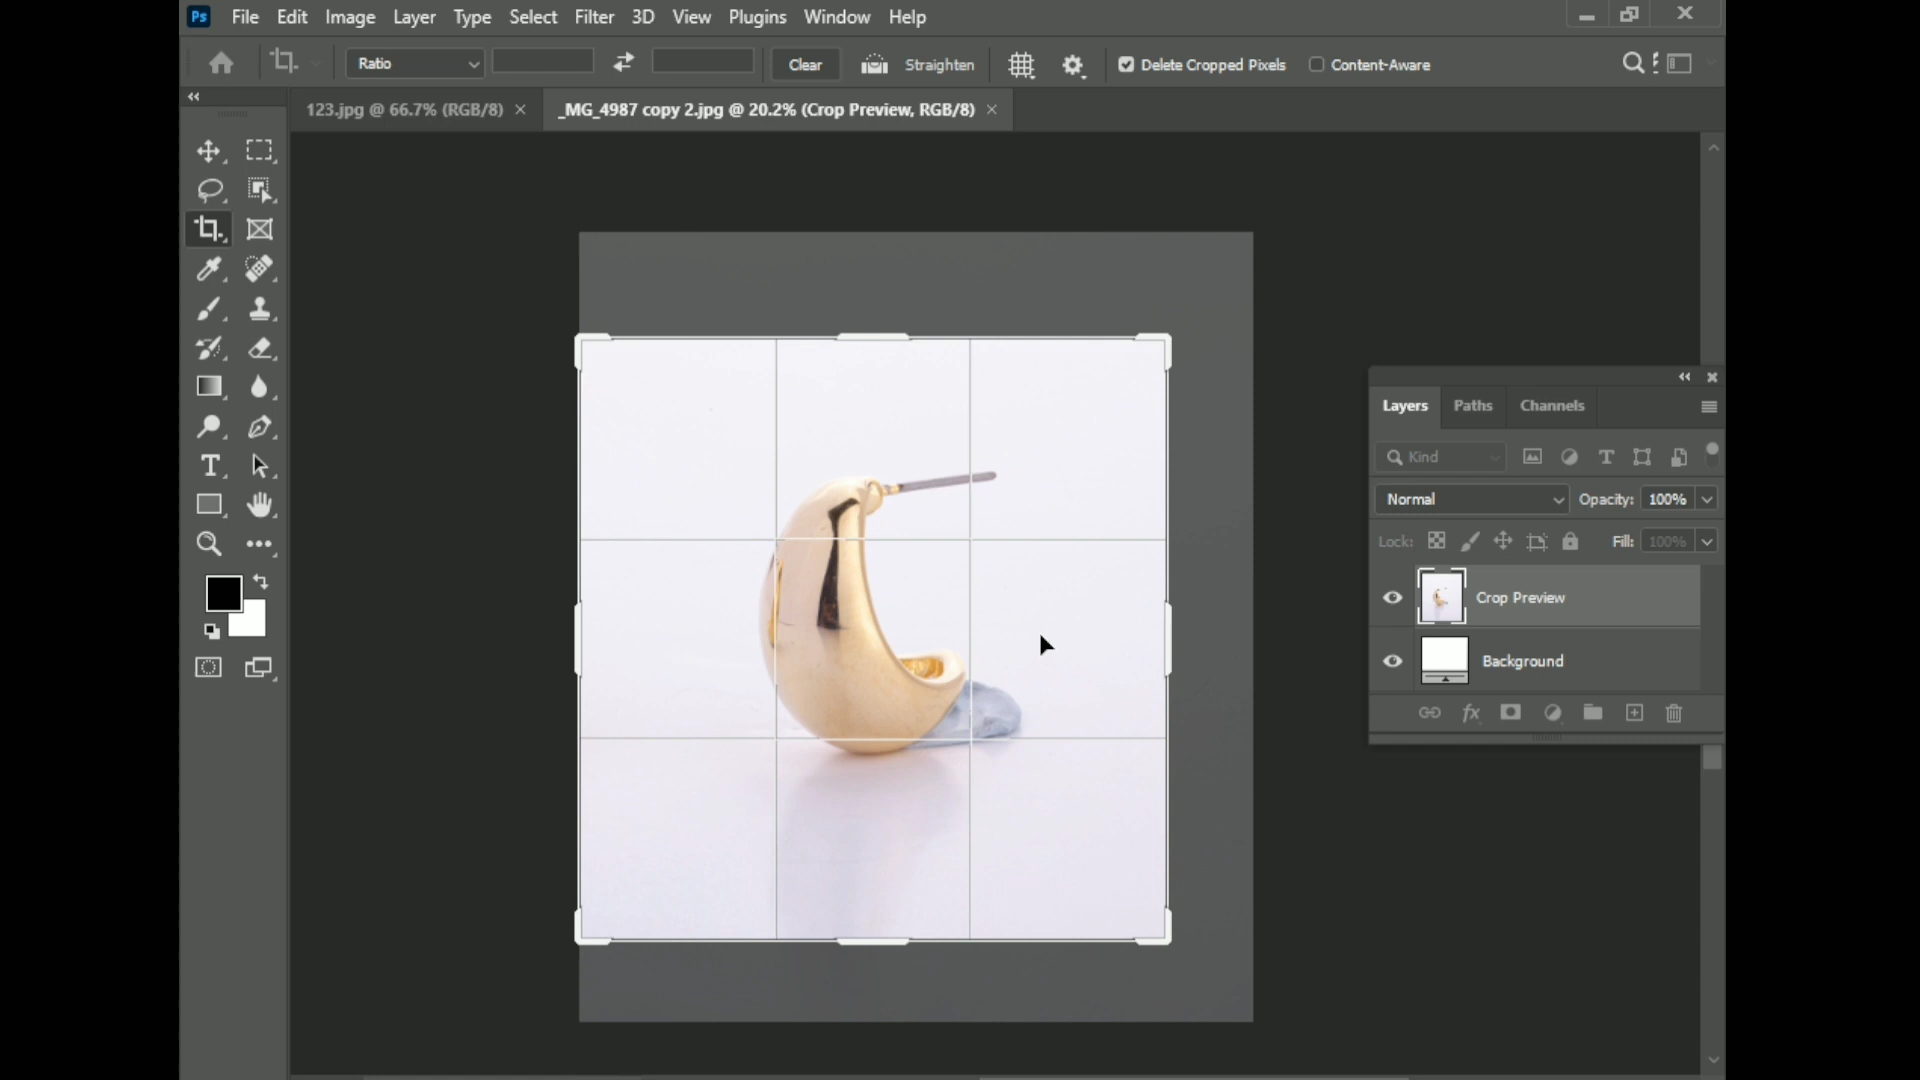 Ps File Edit Image Layer Type Select Filter 3D View Plugins Window Help
Ratio Clear Straighten Delete Cropped Pixels Content-Aware
123.jpg @ 66.7% (RGB/8) _MG_4987 copy 2.jpg @ 20.2% (Crop Preview, RGB/8)
Layers Paths Channels
Kind
Normal Opacity: 100%
Lock: Fill: 100%
Crop Preview
Background